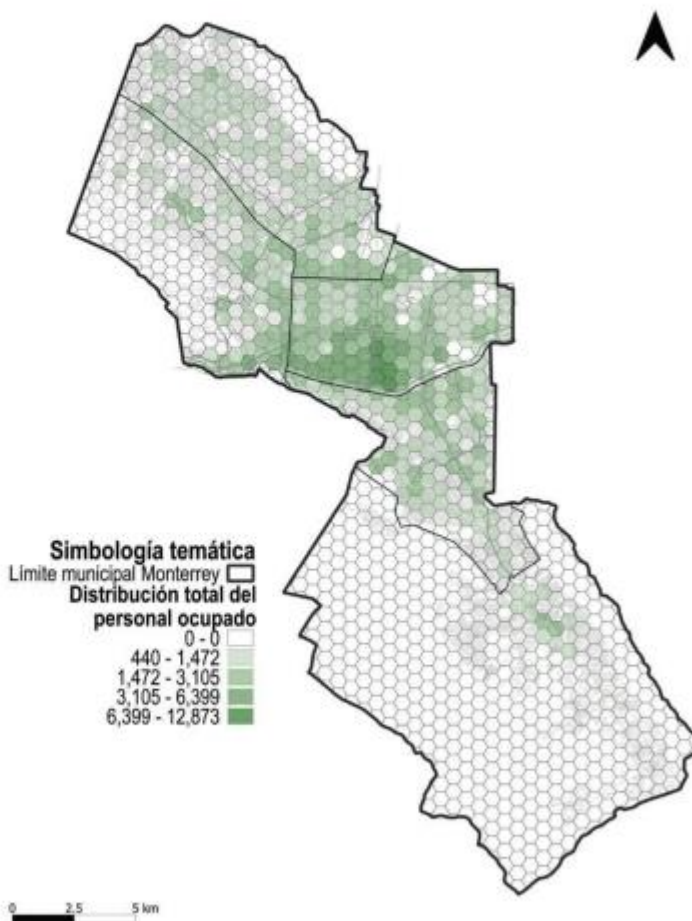 Simbología temática
Límite municipal Monterrey
Distribución total del
personal ocupado
0 - 0
440 - 1,472
1,472 - 3,105
3,105 - 6,399
6,399 - 12,873
0 2.5 5 km